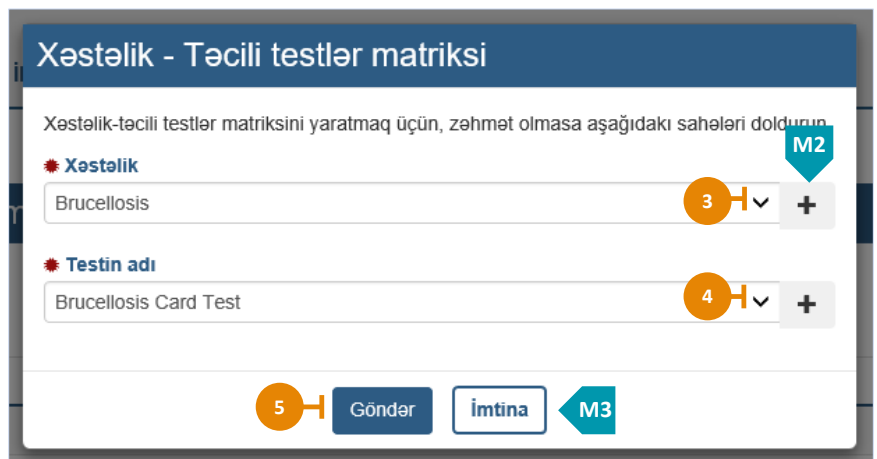 Xəstəlik - Təcili testlər matriksi
Xəstəlik-təcili testlər matriksini yaratmaq üçün, zəhmət olmasa aşağıdakı sahələri doldurun
M2
✹ Xəstəlik
Brucellosis
3
+
✹ Testin adı
Brucellosis Card Test
4
+
5
Göndər
İmtina
M3